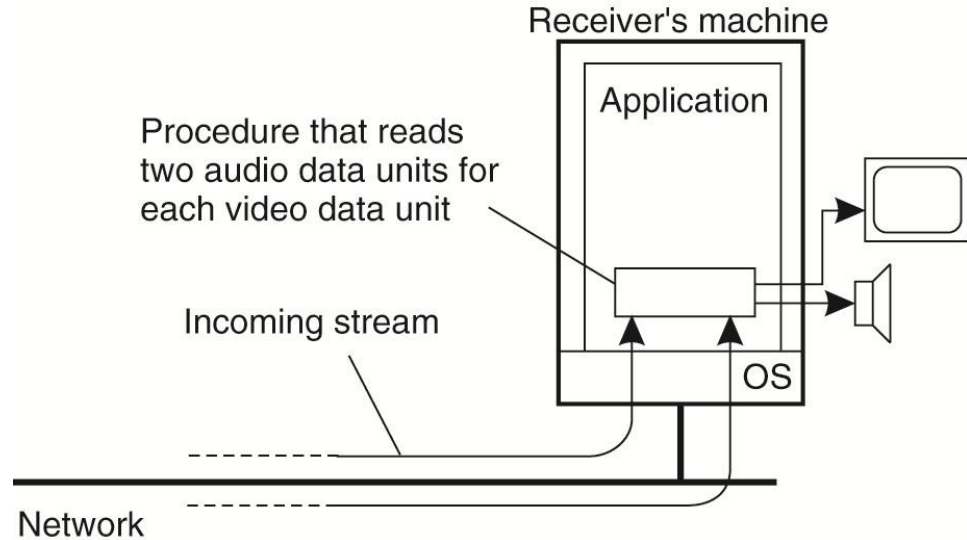 Receiver's machine
Application
Procedure that reads
two audio data units for
each video data unit
Incoming stream
OS
Network